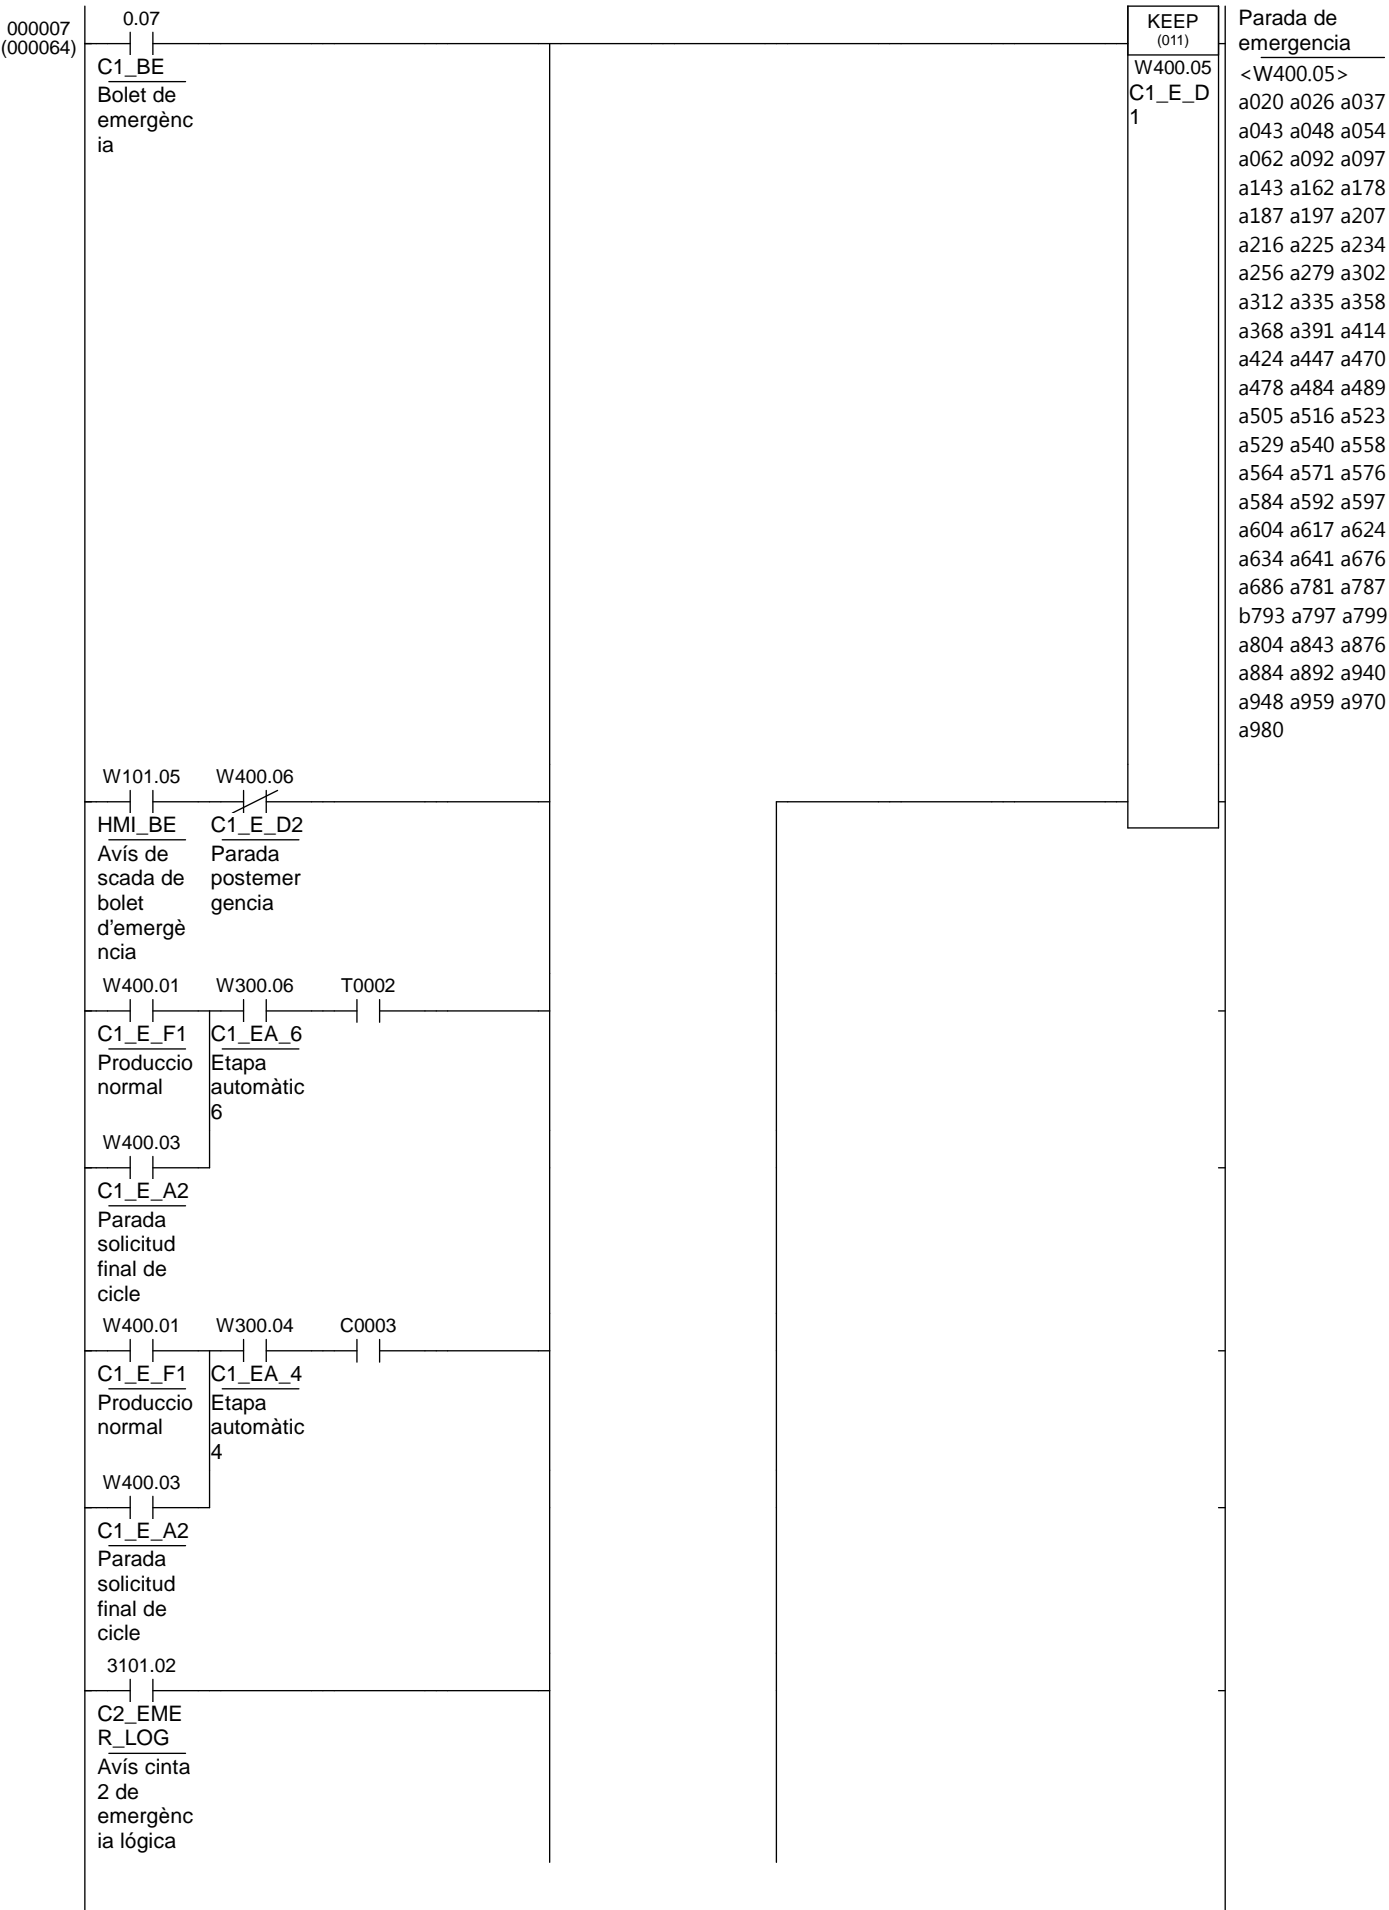 000007
(000064)
0.07
C1_BE
Bolet de
emergènc
ia
KEEP
(011)
W400.05
C1_E_D
1
Parada de
emergencia
<W400.05>
a020 a026 a037
a043 a048 a054
a062 a092 a097
a143 a162 a178
a187 a197 a207
a216 a225 a234
a256 a279 a302
a312 a335 a358
a368 a391 a414
a424 a447 a470
a478 a484 a489
a505 a516 a523
a529 a540 a558
a564 a571 a576
a584 a592 a597
a604 a617 a624
a634 a641 a676
a686 a781 a787
b793 a797 a799
a804 a843 a876
a884 a892 a940
a948 a959 a970
a980
W101.05
HMI_BE
Avís de
scada de
bolet
d'emergè
ncia
W400.06
C1_E_D2
Parada
postemer
gencia
W400.01
C1_E_F1
Produccio
normal
W300.06
C1_EA_6
Etapa
automàtic
6
T0002
W400.03
C1_E_A2
Parada
solicitud
final de
cicle
W400.01
C1_E_F1
Produccio
normal
W300.04
C1_EA_4
Etapa
automàtic
4
C0003
W400.03
C1_E_A2
Parada
solicitud
final de
cicle
3101.02
C2_EME
R_LOG
Avís cinta
2 de
emergènc
ia lógica